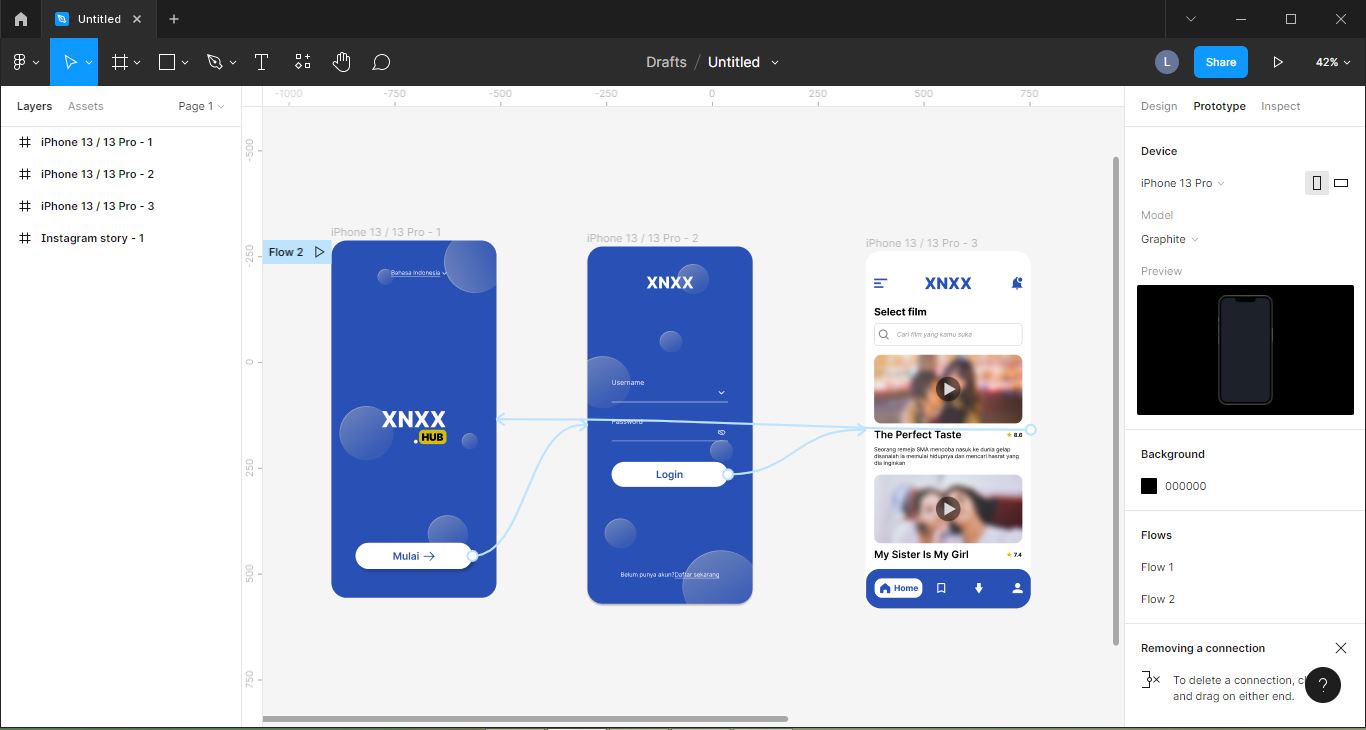 Untitled
Drafts / Untitled
L
Share
42%
Layers
Assets
Page 1
iPhone 13 / 13 Pro - 1
iPhone 13 / 13 Pro - 2
iPhone 13 / 13 Pro - 3
Instagram story - 1
-1000 -750 -500 -250 0 250 500 750
-500
-250
0
250
500
750
Flow 2
iPhone 13 / 13 Pro - 1
Bahasa Indonesia
XNXX
.HUB
Mulai
iPhone 13 / 13 Pro - 2
XNXX
Username
Password
Login
Belum punya akun?Daftar sekarang
iPhone 13 / 13 Pro - 3
XNXX
Select film
Cari film yang kamu suka
The Perfect Taste
8.6
Seorang remeja SMA mencoba nasuk ke dunia gelap
disanalah ia memulai hidupnya dan mencari hasrat yang
dia inginkan
My Sister Is My Girl
7.4
Home
Design
Prototype
Inspect
Device
iPhone 13 Pro
Model
Graphite
Preview
Background
000000
Flows
Flow 1
Flow 2
Removing a connection
To delete a connection,
and drag on either end.
?